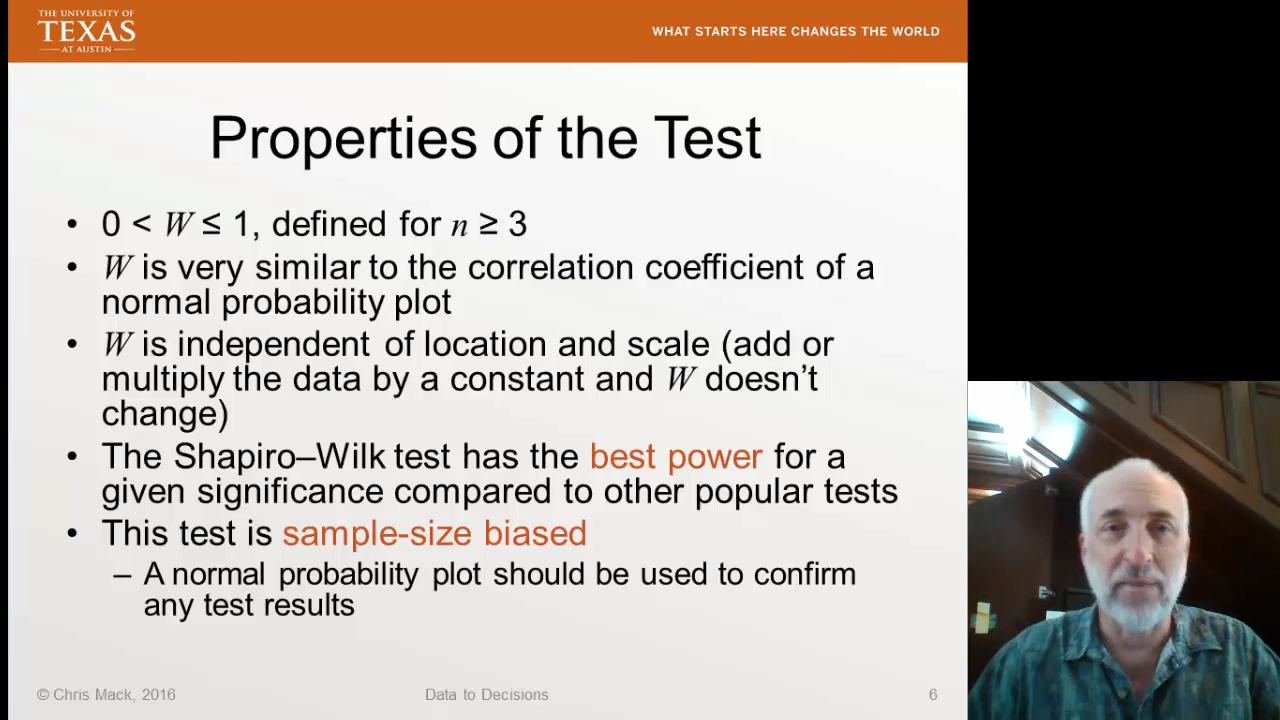 THE UNIVERSITY OF
TEXAS
AT AUSTIN
WHAT STARTS HERE CHANGES THE WORLD
Properties of the Test
• 0 < W ≤ 1, defined for n ≥ 3
• W is very similar to the correlation coefficient of a
normal probability plot
• W is independent of location and scale (add or
multiply the data by a constant and W doesn’t
change)
• The Shapiro–Wilk test has the best power for a
given significance compared to other popular tests
• This test is sample-size biased
– A normal probability plot should be used to confirm
any test results
© Chris Mack, 2016
Data to Decisions
6